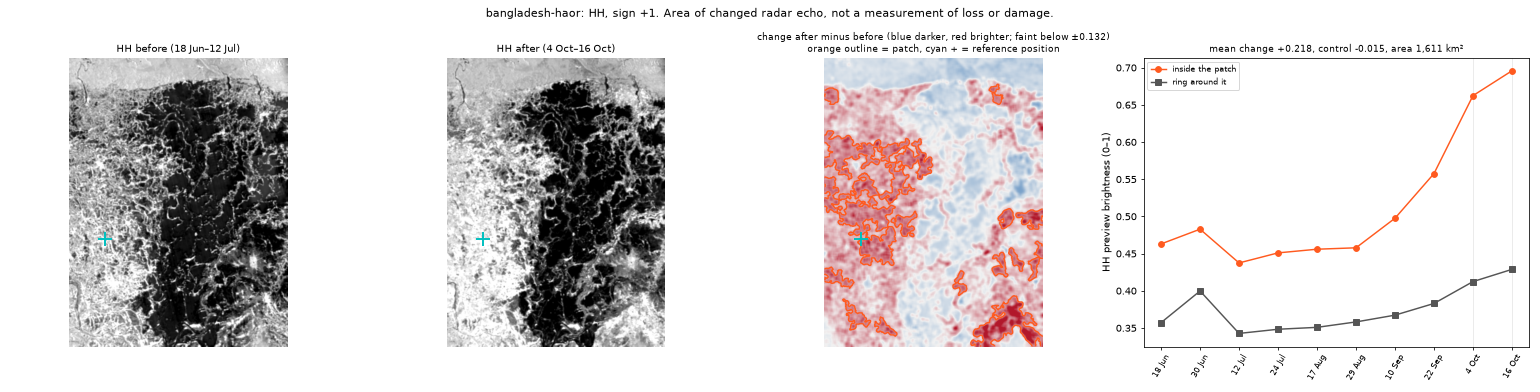 bangladesh-haor: HH, sign +1. Area of changed radar echo, not a measurement of loss or damage.
HH before (18 Jun–12 Jul)
HH after (4 Oct–16 Oct)
change after minus before (blue darker, red brighter; faint below ±0.132)
orange outline = patch, cyan + = reference position
mean change +0.218, control -0.015, area 1,611 km²
inside the patch
ring around it
HH preview brightness (0–1)
0.70
0.65
0.60
0.55
0.50
0.45
0.40
0.35
18 Jun
30 Jun
12 Jul
24 Jul
17 Aug
29 Aug
10 Sep
22 Sep
4 Oct
16 Oct